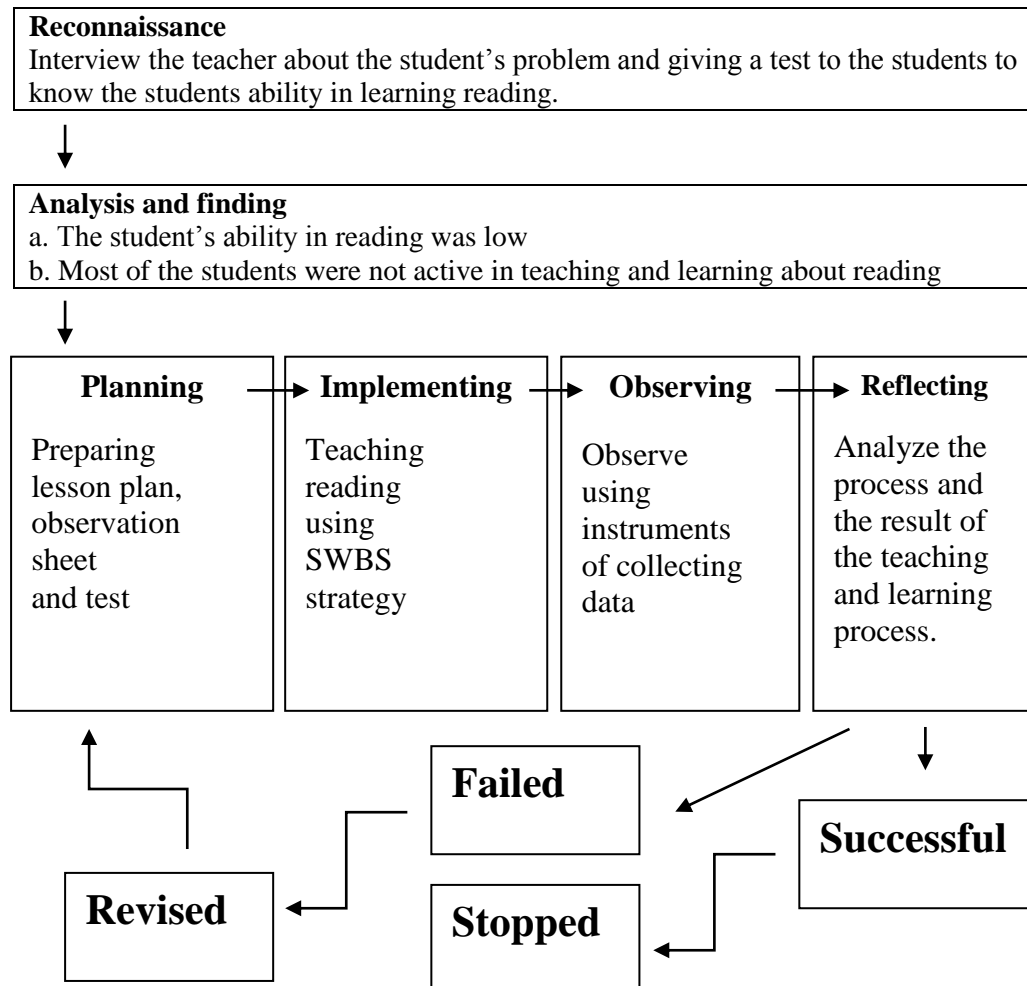 Reconnaissance
Interview the teacher about the student’s problem and giving a test to the students to
know the students ability in learning reading.
Analysis and finding
a. The student’s ability in reading was low
b. Most of the students were not active in teaching and learning about reading
Planning
Preparing
lesson plan,
observation
sheet
and test
Implementing
Teaching
reading
using
SWBS
strategy
Observing
Observe
using
instruments
of collecting
data
Reflecting
Analyze the
process and
the result of
the teaching
and learning
process.
Failed
Successful
Revised
Stopped